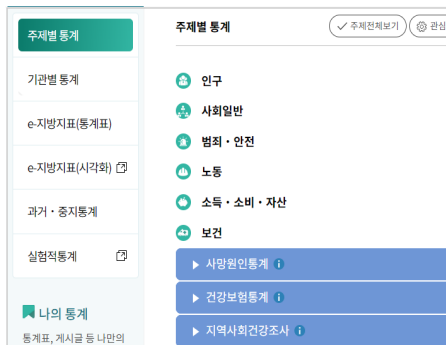 주제별 통계
기관별 통계
e-지방지표(통계표)
e-지방지표(시각화)
과거・중지통계
실험적통계
나의 통계
통계표, 게시글 등 나만의
주제별 통계
주제전체보기
관심
인구
사회일반
범죄・안전
노동
소득・소비・자산
보건
사망원인통계
건강보험통계
지역사회건강조사